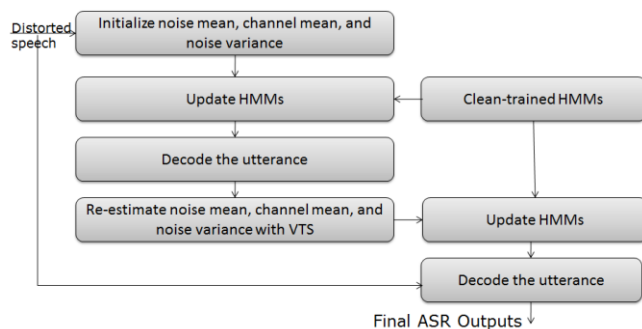 Distorted
speech
Initialize noise mean, channel mean, and
noise variance
Update HMMs
Clean-trained HMMs
Decode the utterance
Re-estimate noise mean, channel mean, and
noise variance with VTS
Update HMMs
Decode the utterance
Final ASR Outputs